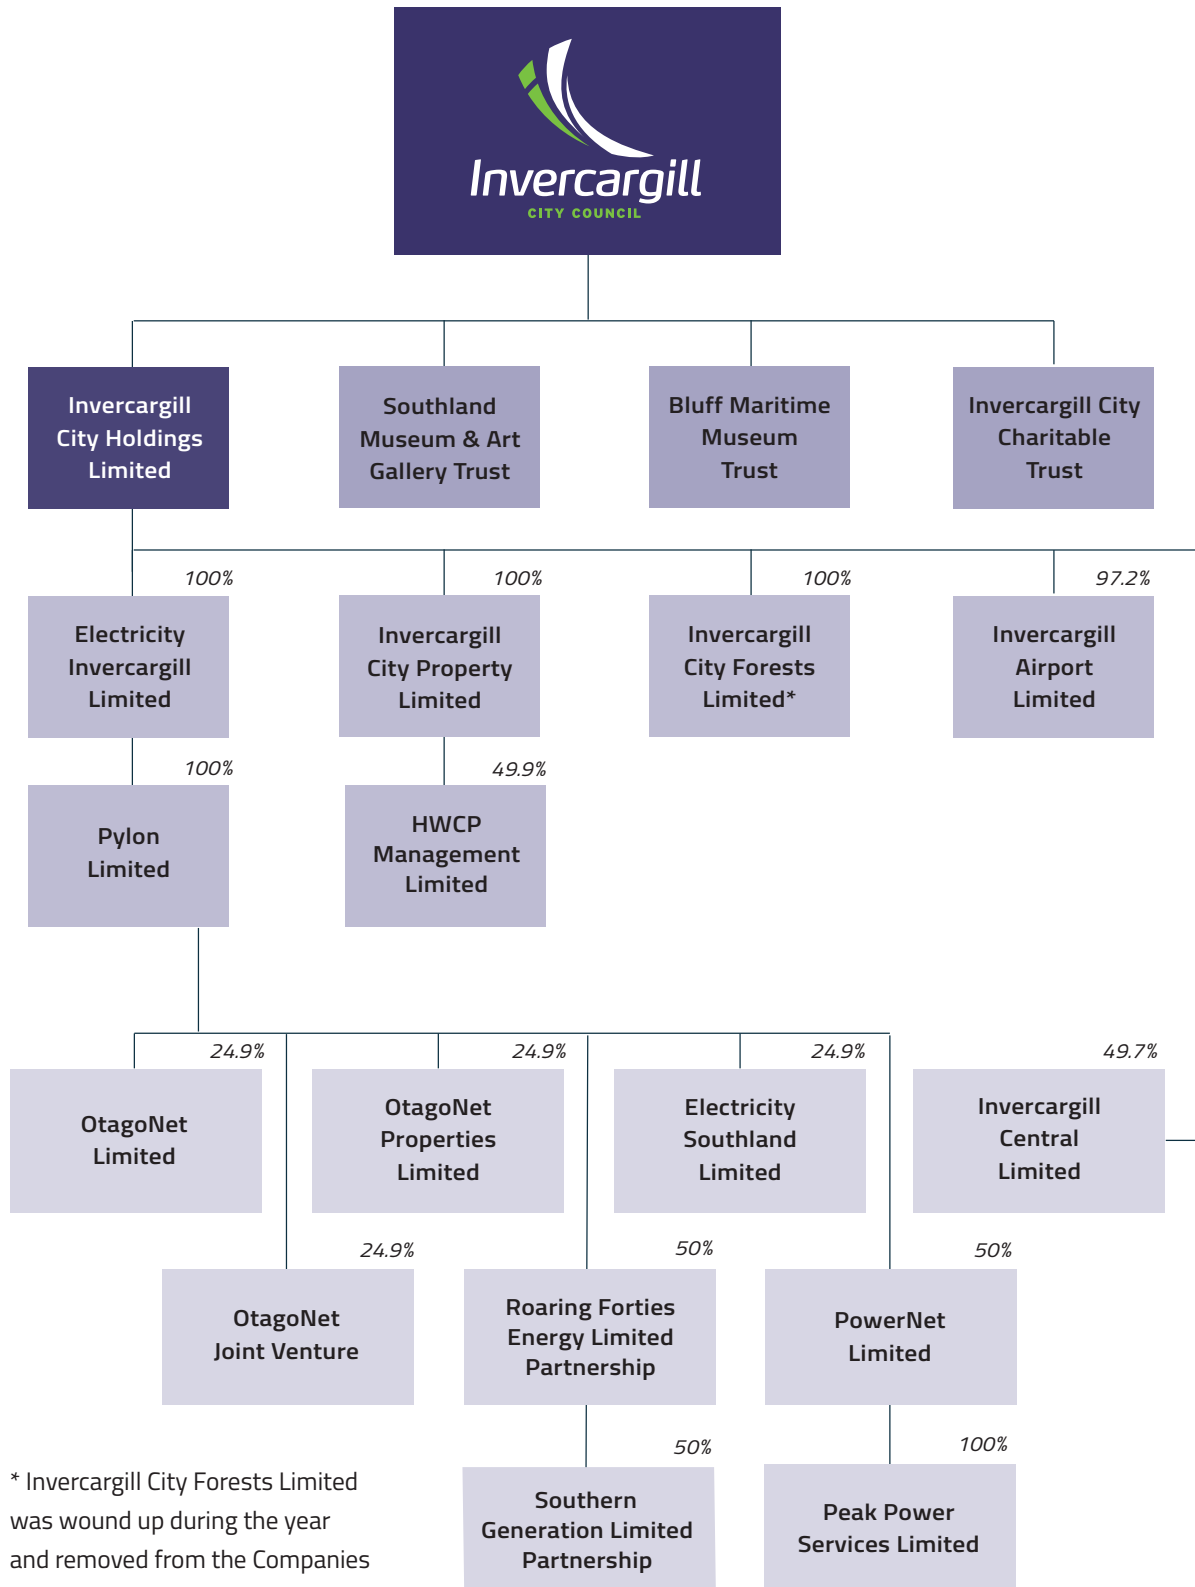 Invercargill
CITY COUNCIL
Invercargill
City Holdings
Limited
Southland
Museum & Art
Gallery Trust
Bluff Maritime
Museum
Trust
Invercargill City
Charitable
Trust
100%
Electricity
Invercargill
Limited
100%
Invercargill
City Property
Limited
100%
Invercargill
City Forests
Limited*
97.2%
Invercargill
Airport
Limited
100%
Pylon
Limited
49.9%
HWCP
Management
Limited
24.9%
OtagoNet
Limited
24.9%
OtagoNet
Properties
Limited
24.9%
Electricity
Southland
Limited
49.7%
Invercargill
Central
Limited
24.9%
OtagoNet
Joint Venture
50%
Roaring Forties
Energy Limited
Partnership
50%
PowerNet
Limited
50%
Southern
Generation Limited
Partnership
100%
Peak Power
Services Limited
* Invercargill City Forests Limited
was wound up during the year
and removed from the Companies